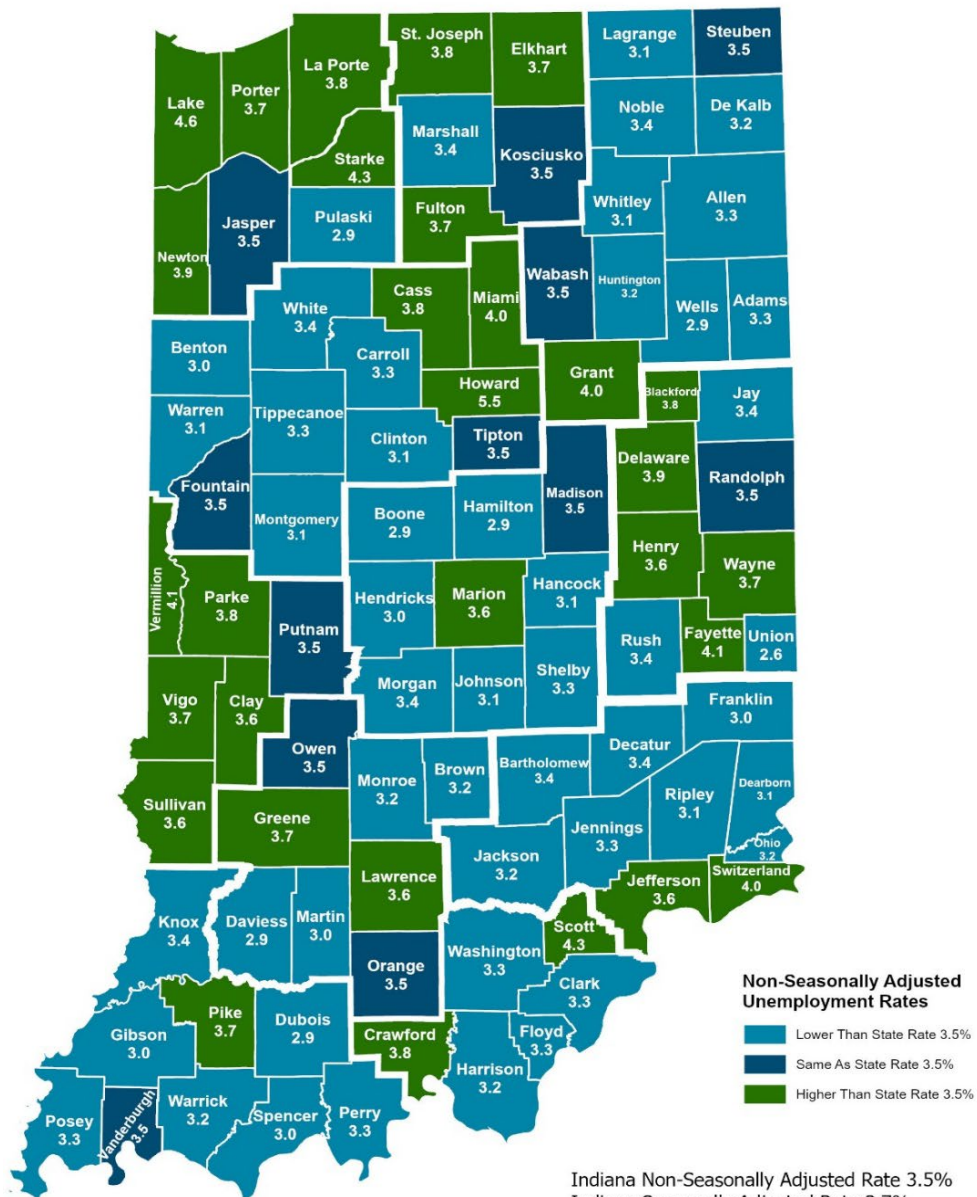 St. Joseph
3.8
Elkhart
3.7
Lagrange
3.1
Steuben
3.5
La Porte
3.8
Porter
3.7
Lake
4.6
Noble
3.4
De Kalb
3.2
Marshall
3.4
Kosciusko
3.5
Starke
4.3
Whitley
3.1
Allen
3.3
Jasper
3.5
Pulaski
2.9
Fulton
3.7
Newton
3.9
Wabash
3.5
Huntington
3.2
White
3.4
Cass
3.8
Miami
4.0
Wells
2.9
Adams
3.3
Benton
3.0
Carroll
3.3
Howard
5.5
Grant
4.0
Blackford
3.8
Jay
3.4
Warren
3.1
Tippecanoe
3.3
Clinton
3.1
Tipton
3.5
Delaware
3.9
Randolph
3.5
Fountain
3.5
Montgomery
3.1
Boone
2.9
Hamilton
2.9
Madison
3.5
Henry
3.6
Wayne
3.7
Vermillion
4.1
Parke
3.8
Putnam
3.5
Hendricks
3.0
Marion
3.6
Hancock
3.1
Rush
3.4
Fayette
4.1
Union
2.6
Vigo
3.7
Clay
3.6
Morgan
3.4
Johnson
3.1
Shelby
3.3
Franklin
3.0
Owen
3.5
Monroe
3.2
Brown
3.2
Bartholomew
3.4
Decatur
3.4
Dearborn
3.1
Ripley
3.1
Sullivan
3.6
Greene
3.7
Jennings
3.3
Ohio
3.2
Jackson
3.2
Lawrence
3.6
Jefferson
3.6
Switzerland
4.0
Knox
3.4
Daviess
2.9
Martin
3.0
Scott
4.3
Washington
3.3
Orange
3.5
Clark
3.3
Pike
3.7
Dubois
2.9
Gibson
3.0
Crawford
3.8
Floyd
3.3
Harrison
3.2
Posey
3.3
Vanderburgh
3.5
Warrick
3.2
Spencer
3.0
Perry
3.3
Non-Seasonally Adjusted
Unemployment Rates
Lower Than State Rate 3.5%
Same As State Rate 3.5%
Higher Than State Rate 3.5%
Indiana Non-Seasonally Adjusted Rate 3.5%